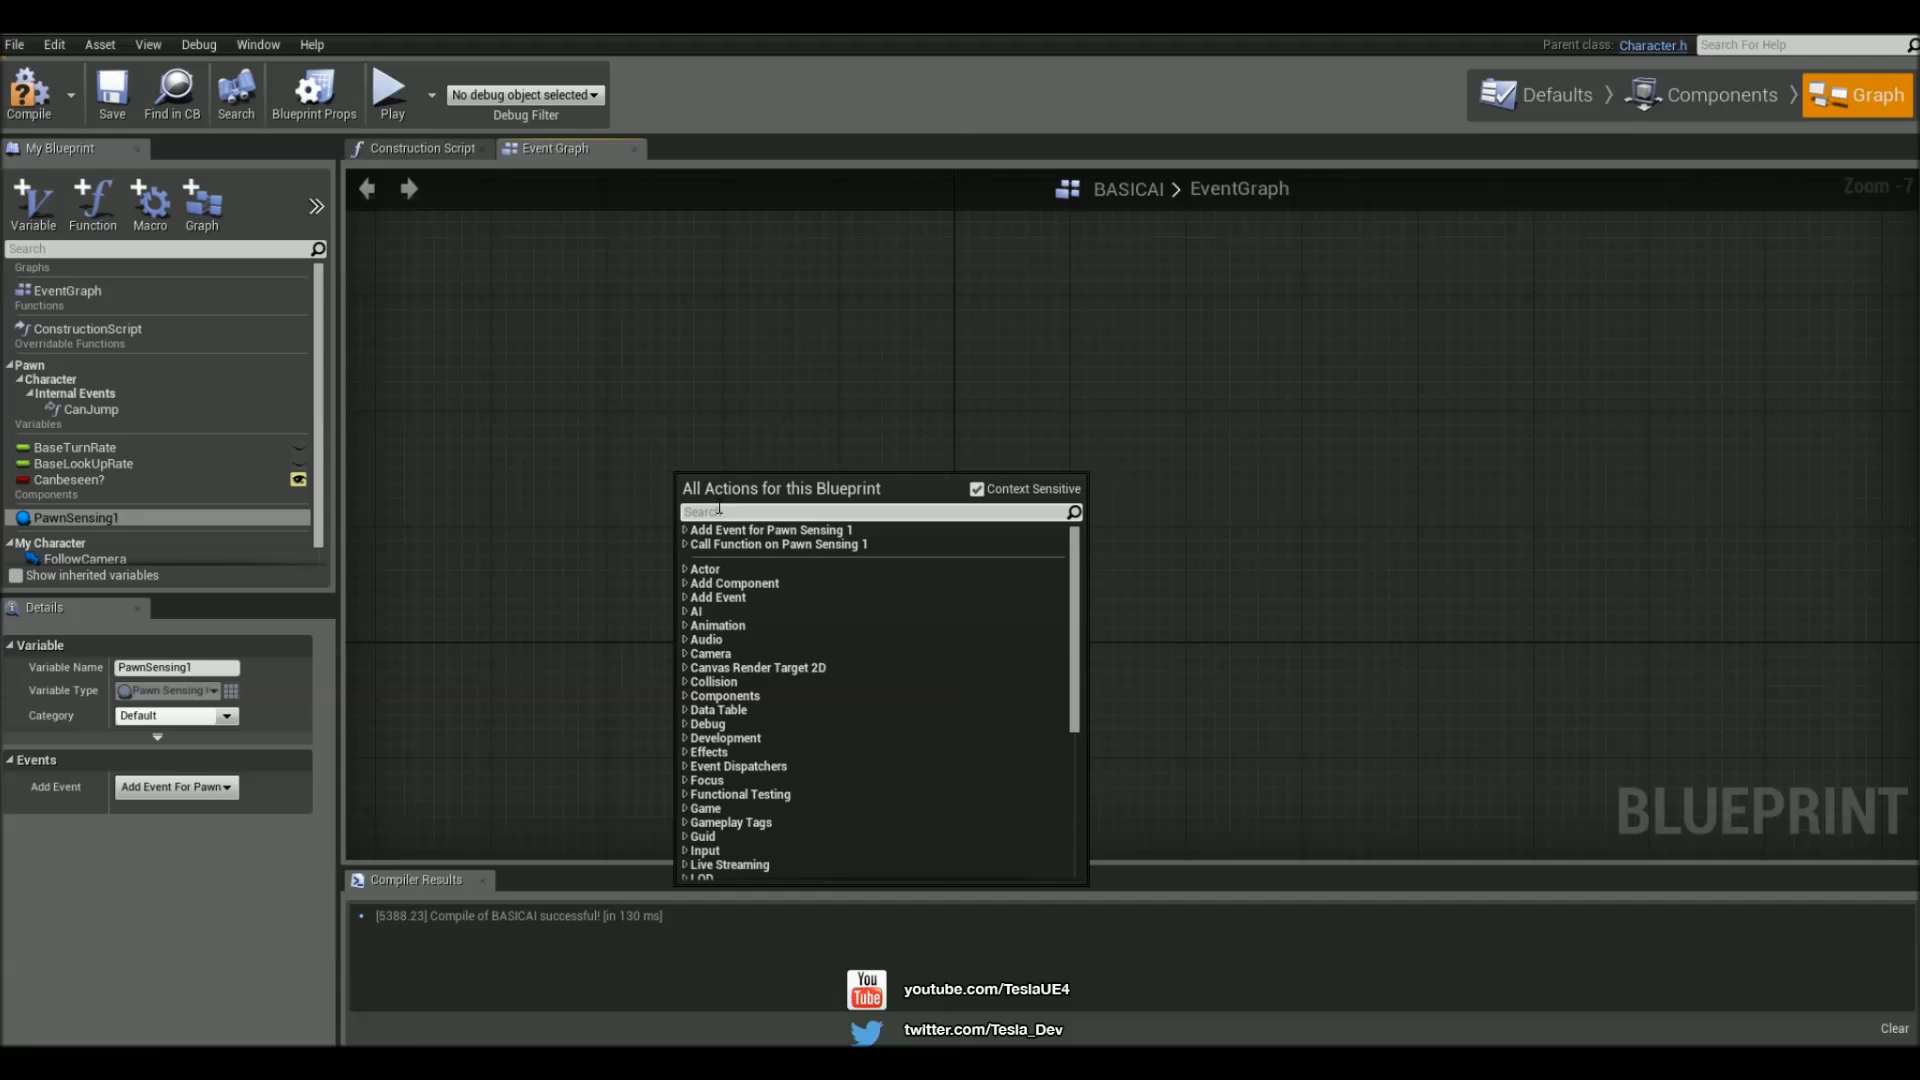 File Edit Asset View Debug Window Help
Parent class: Character.h Search For Help
Compile Save Find in CB Search Blueprint Props Play
No debug object selected
Debug Filter
Defaults Components Graph
My Blueprint
Construction Script Event Graph
Variable Function Macro Graph
BASICAI > EventGraph
Zoom -7
Search
Graphs
EventGraph
Functions
ConstructionScript
Overridable Functions
Pawn
Character
Internal Events
CanJump
Variables
BaseTurnRate
BaseLookUpRate
Canbeseen?
Components
PawnSensing1
My Character
FollowCamera
Show inherited variables
Details
Variable
Variable Name PawnSensing1
Variable Type Pawn Sensing
Category Default
Events
Add Event Add Event For Pawn
All Actions for this Blueprint Context Sensitive
Search
Add Event for Pawn Sensing 1
Call Function on Pawn Sensing 1
Actor
Add Component
Add Event
AI
Animation
Audio
Camera
Canvas Render Target 2D
Collision
Components
Data Table
Debug
Development
Effects
Event Dispatchers
Focus
Functional Testing
Game
Gameplay Tags
Guid
Input
Live Streaming
LOD
BLUEPRINT
Compiler Results
[5388.23] Compile of BASICAI successful! [in 130 ms]
You Tube youtube.com/TeslaUE4
twitter.com/Tesla_Dev
Clear